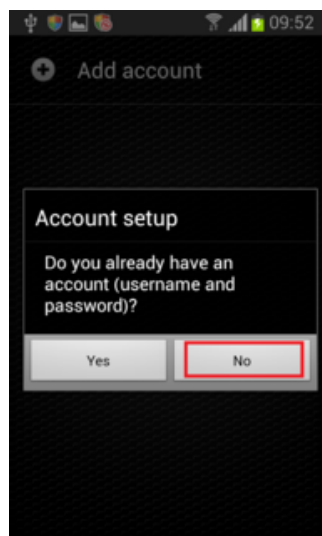 09:52
Add account
Account setup
Do you already have an
account (username and
password)?
Yes No